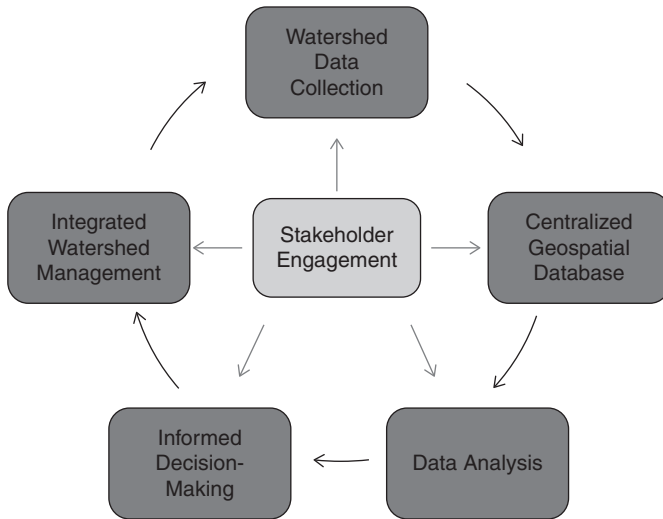 Watershed
Data
Collection
Integrated
Watershed
Management
Stakeholder
Engagement
Centralized
Geospatial
Database
Informed
Decision-
Making
Data Analysis